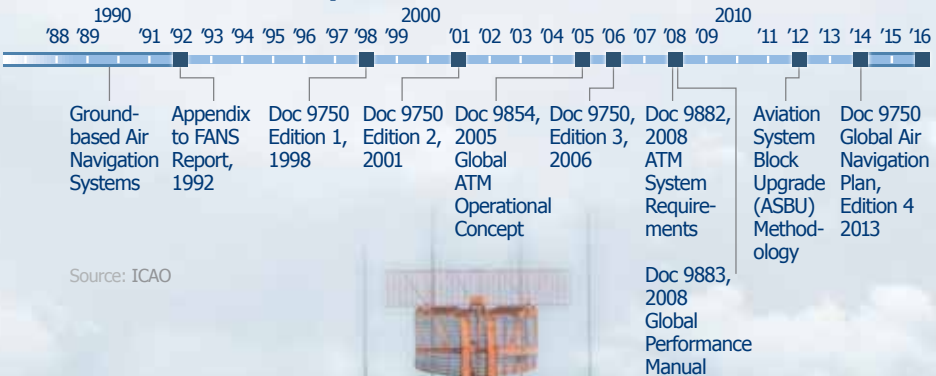 1990 2000 2010
’88 ’89 ’91 ’92 ’93 ’94 ’95 ’96 ’97 ’98 ’99 ’01 ’02 ’03 ’04 ’05 ’06 ’07 ’08 ’09 ’11 ’12 ’13 ’14 ’15 ’16
Ground-
based Air
Navigation
Systems
Appendix
to FANS
Report,
1992
Doc 9750
Edition 1,
1998
Doc 9750
Edition 2,
2001
Doc 9854,
2005
Global
ATM
Operational
Concept
Doc 9750,
Edition 3,
2006
Doc 9882,
2008
ATM
System
Require-
ments
Doc 9883,
2008
Global
Performance
Manual
Aviation
System
Block
Upgrade
(ASBU)
Method-
ology
Doc 9750
Global Air
Navigation
Plan,
Edition 4
2013
Source: ICAO